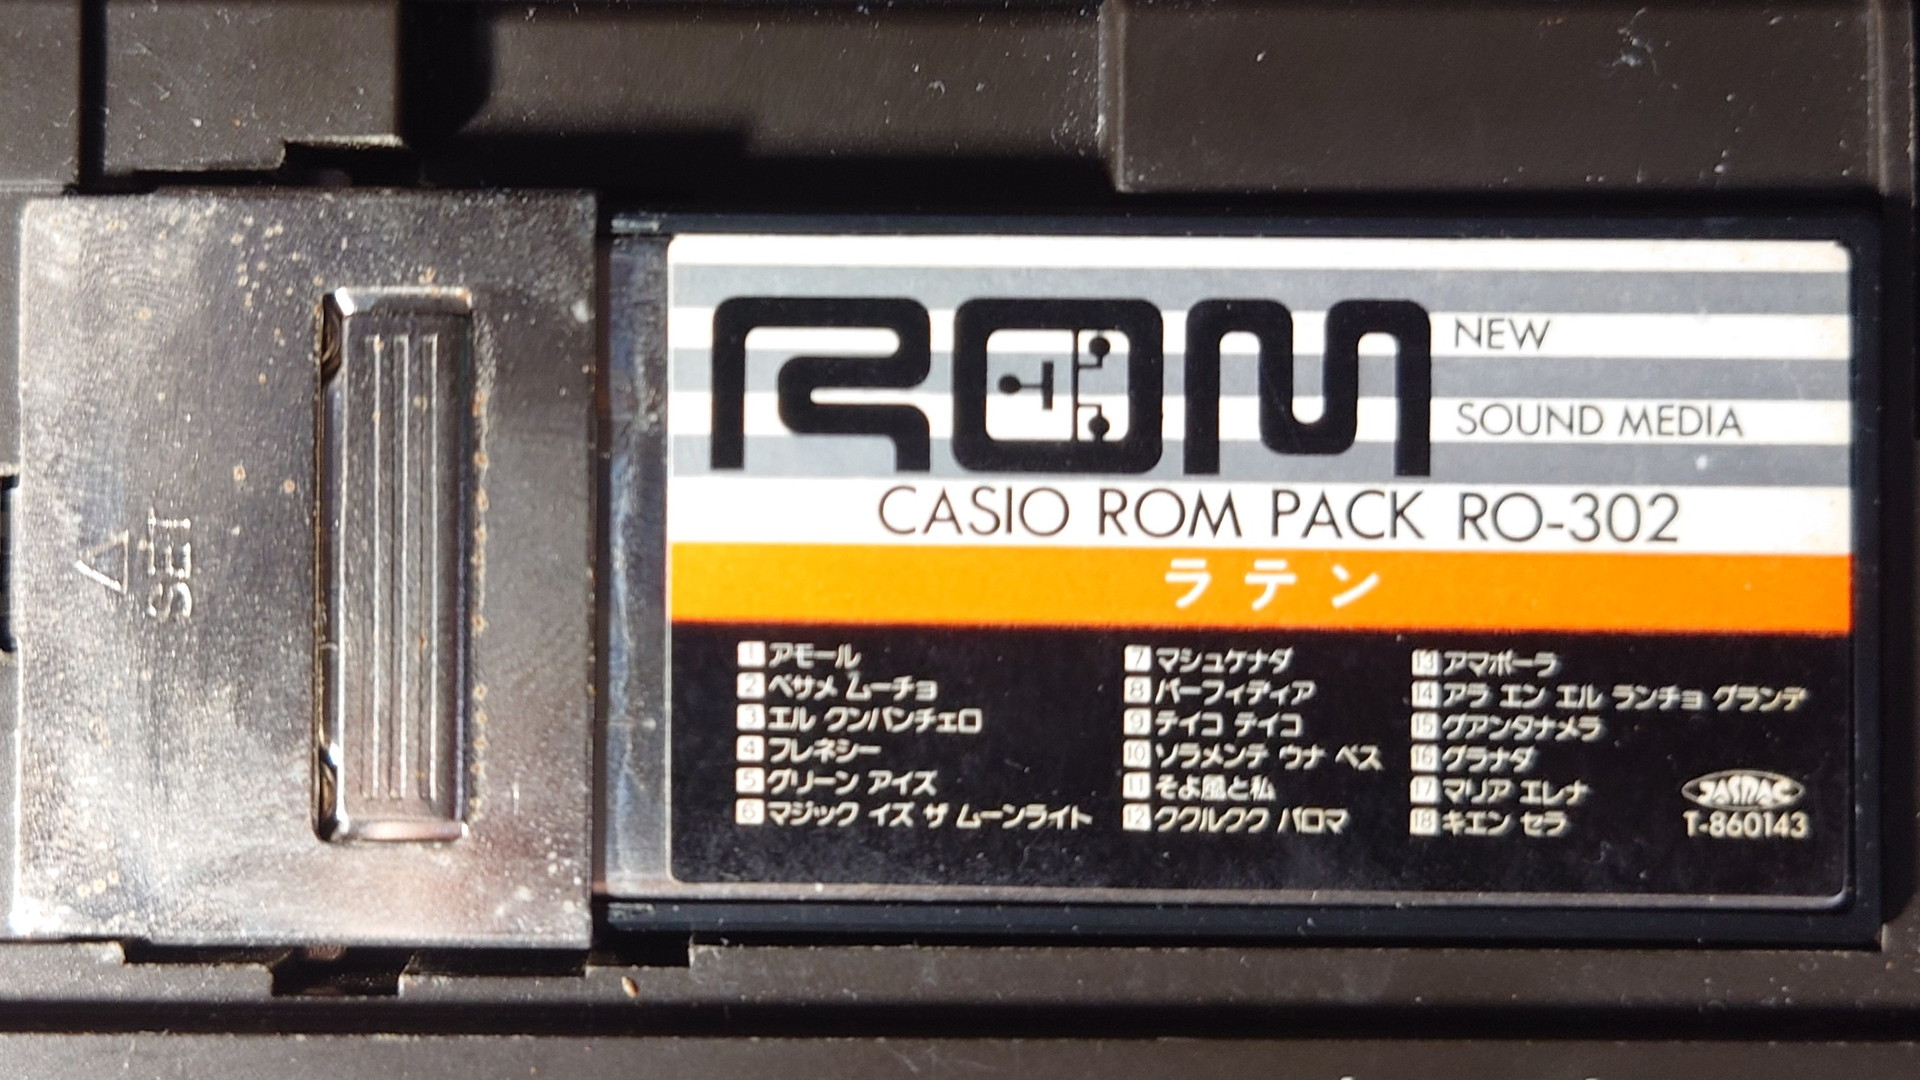 SET
ROM
NEW
SOUND MEDIA
CASIO ROM PACK RO-302
ラテン
1 アモール
2 ベサメ ムーチョ
3 エル クンバンチェロ
4 フレネシー
5 グリーン アイズ
6 マジック イズ ザ ムーンライト
7 マシュケナダ
8 パーフィディア
9 テイコ テイコ
10 ソラメンテ ウナ ベス
11 そよ風と私
12 ククルクク パロマ
13 アマポーラ
14 アラ エン エル ランチョ グランデ
15 グアンタナメラ
16 グラナダ
17 マリア エレナ
18 キエン セラ
JASRAC
T-860143